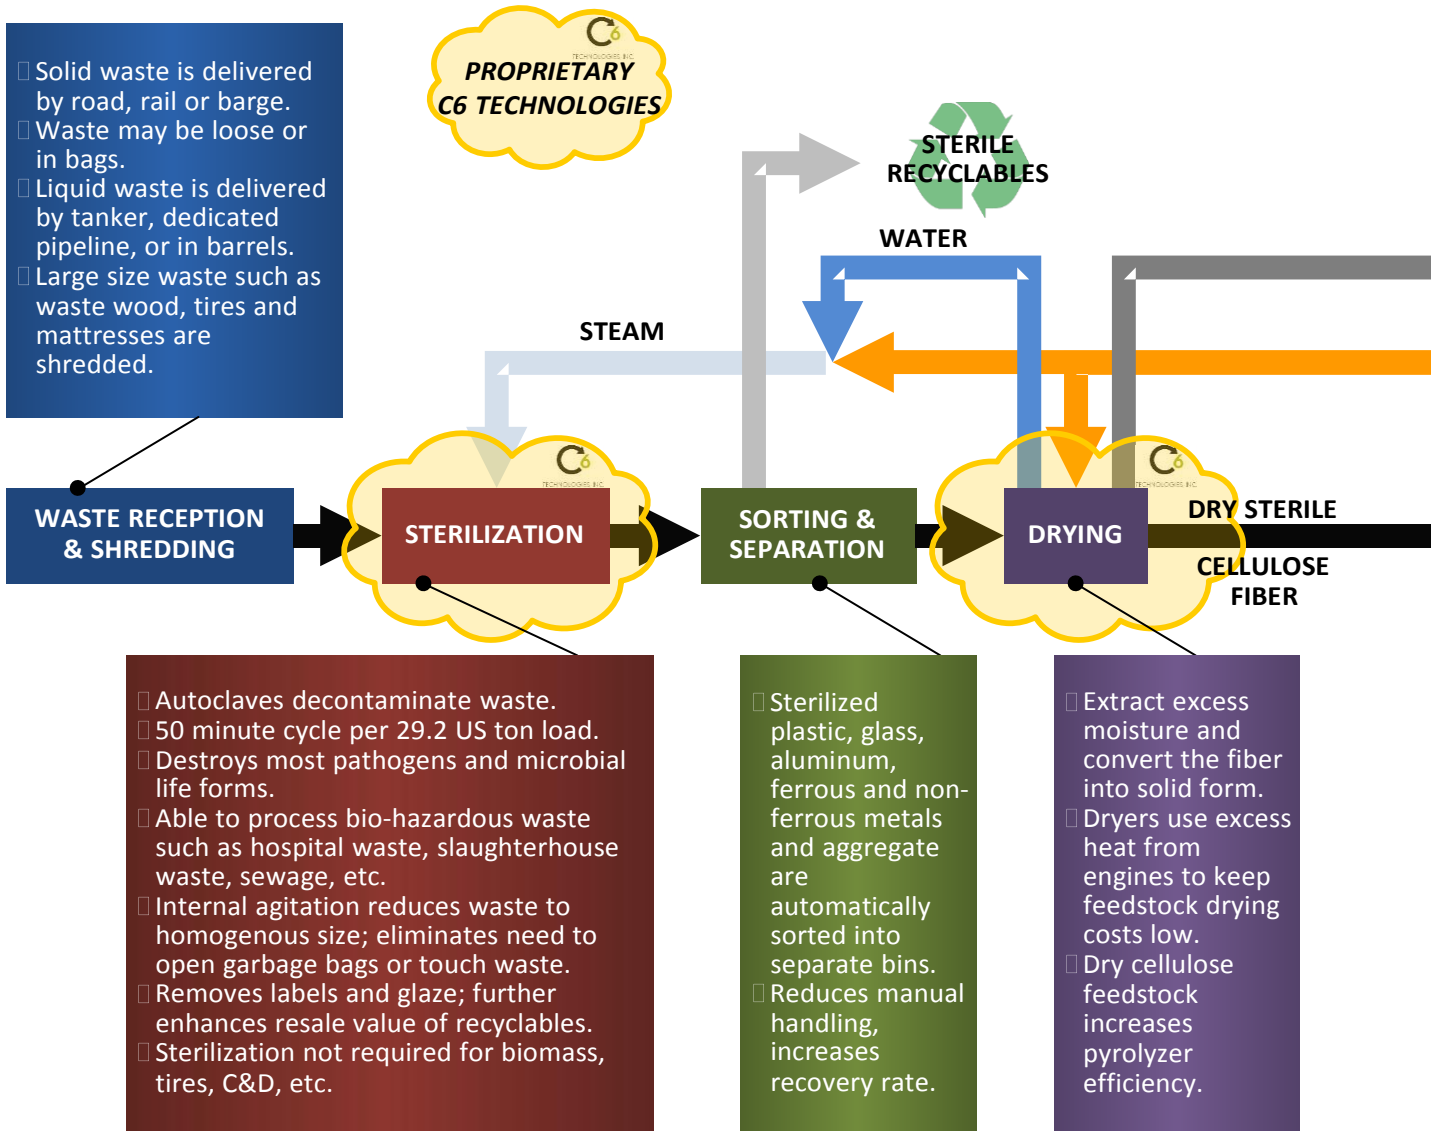 Solid waste is delivered
by road, rail or barge.
Waste may be loose or
in bags.
Liquid waste is delivered
by tanker, dedicated
pipeline, or in barrels.
Large size waste such as
waste wood, tires and
mattresses are
shredded.
C6
TECHNOLOGIES, INC.
PROPRIETARY
C6 TECHNOLOGIES
STERILE
RECYCLABLES
WATER
STEAM
WASTE RECEPTION
& SHREDDING
C6
TECHNOLOGIES, INC.
STERILIZATION
SORTING &
SEPARATION
C6
TECHNOLOGIES, INC.
DRYING
DRY STERILE
CELLULOSE
FIBER
Autoclaves decontaminate waste.
50 minute cycle per 29.2 US ton load.
Destroys most pathogens and microbial
life forms.
Able to process bio-hazardous waste
such as hospital waste, slaughterhouse
waste, sewage, etc.
Internal agitation reduces waste to
homogenous size; eliminates need to
open garbage bags or touch waste.
Removes labels and glaze; further
enhances resale value of recyclables.
Sterilization not required for biomass,
tires, C&D, etc.
Sterilized
plastic, glass,
aluminum,
ferrous and non-
ferrous metals
and aggregate
are
automatically
sorted into
separate bins.
Reduces manual
handling,
increases
recovery rate.
Extract excess
moisture and
convert the fiber
into solid form.
Dryers use excess
heat from
engines to keep
feedstock drying
costs low.
Dry cellulose
feedstock
increases
pyrolyzer
efficiency.